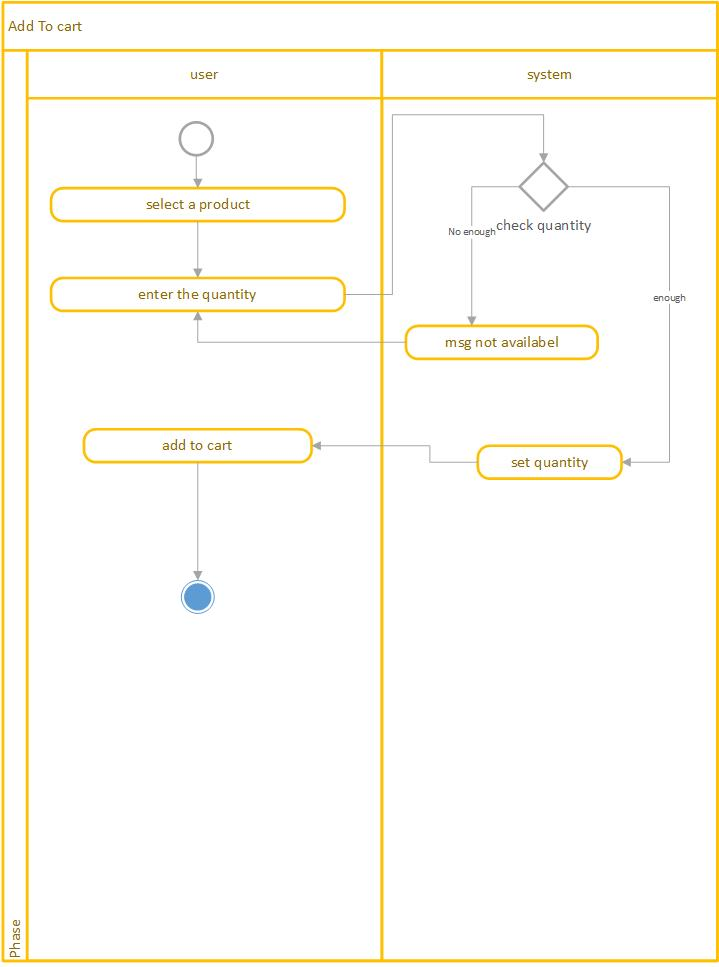 Add To cart
user
system
select a product
check quantity
No enough
enter the quantity
enough
msg not availabel
add to cart
set quantity
Phase